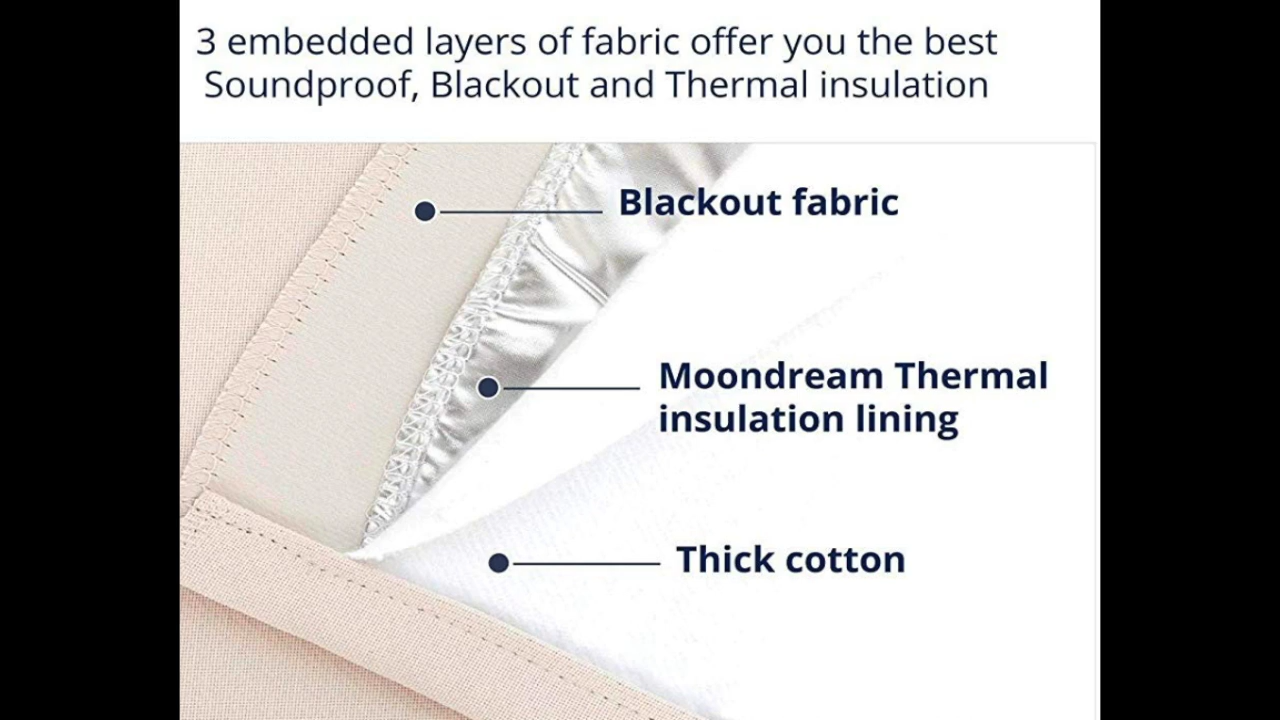 3 embedded layers of fabric offer you the best
Soundproof, Blackout and Thermal insulation
Blackout fabric
Moondream Thermal
insulation lining
Thick cotton